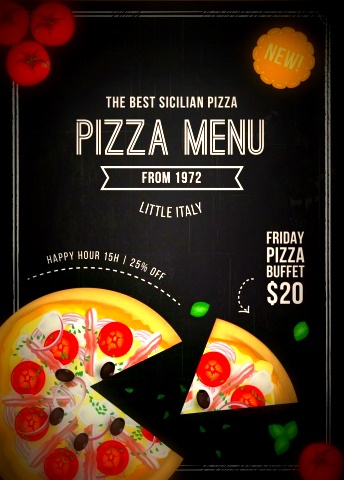 NEW!
THE BEST SICILIAN PIZZA
PIZZA MENU
FROM 1972
LITTLE ITALY
FRIDAY
PIZZA
BUFFET
$20
HAPPY HOUR 15H | 25% OFF